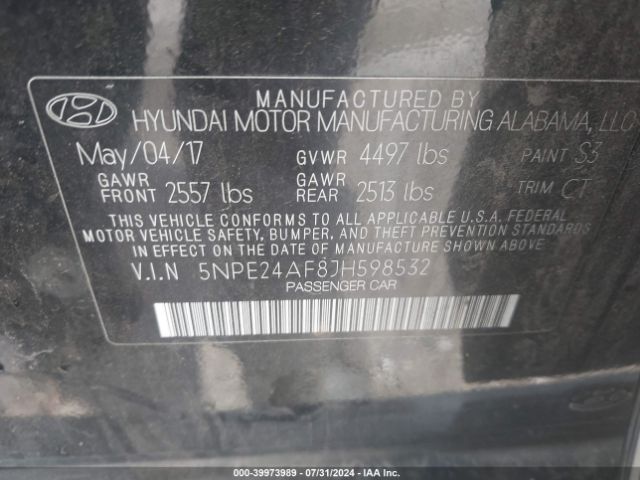 MANUFACTURED BY
HYUNDAI MOTOR MANUFACTURING ALABAMA, LLC
May/04/17 GVWR 4497 lbs PAINT S3
GAWR FRONT 2557 lbs GAWR REAR 2513 lbs TRIM CT
THIS VEHICLE CONFORMS TO ALL APPLICABLE U.S.A. FEDERAL
MOTOR VEHICLE SAFETY, BUMPER, AND THEFT PREVENTION
STANDARDS IN EFFECT ON THE DATE OF MANUFACTURE SHOWN ABOVE.
V.I.N 5NPE24AF8JH598532
PASSENGER CAR
000-39973989 - 07/31/2024 - IAA, Inc.